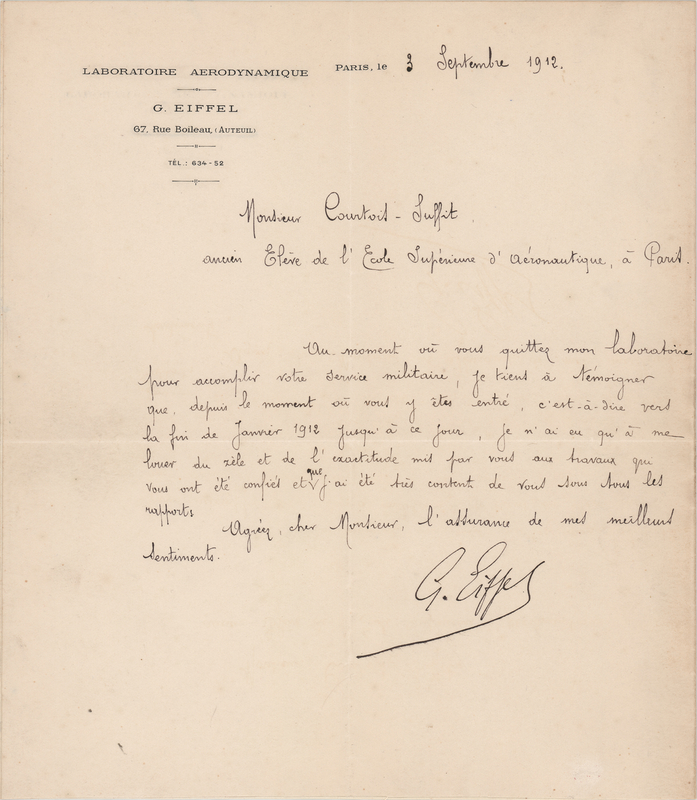 LABORATOIRE AERODYNAMIQUE
G. EIFFEL
67, Rue Boileau, (AUTEUIL)
TÉL.: 634-52
PARIS, le 3 Septembre 1912.
Monsieur Courtois-Suffit
ancien Elève de l'Ecole Supérieure d'Aéronautique, à Paris.
Au moment où vous quittez mon laboratoire
pour accomplir votre service militaire, je tiens à témoigner
que, depuis le moment où vous y êtes entré, c'est-à-dire vers
la fin de Janvier 1912 jusqu'à ce jour, je n'ai eu qu'à me
louer du zèle et de l'exactitude mis par vous aux travaux qui
vous ont été confiés et que j'ai été très content de vous sous tous les
rapports
Agréez, cher Monsieur, l'assurance de mes meilleurs
sentiments.
G. Eiffel